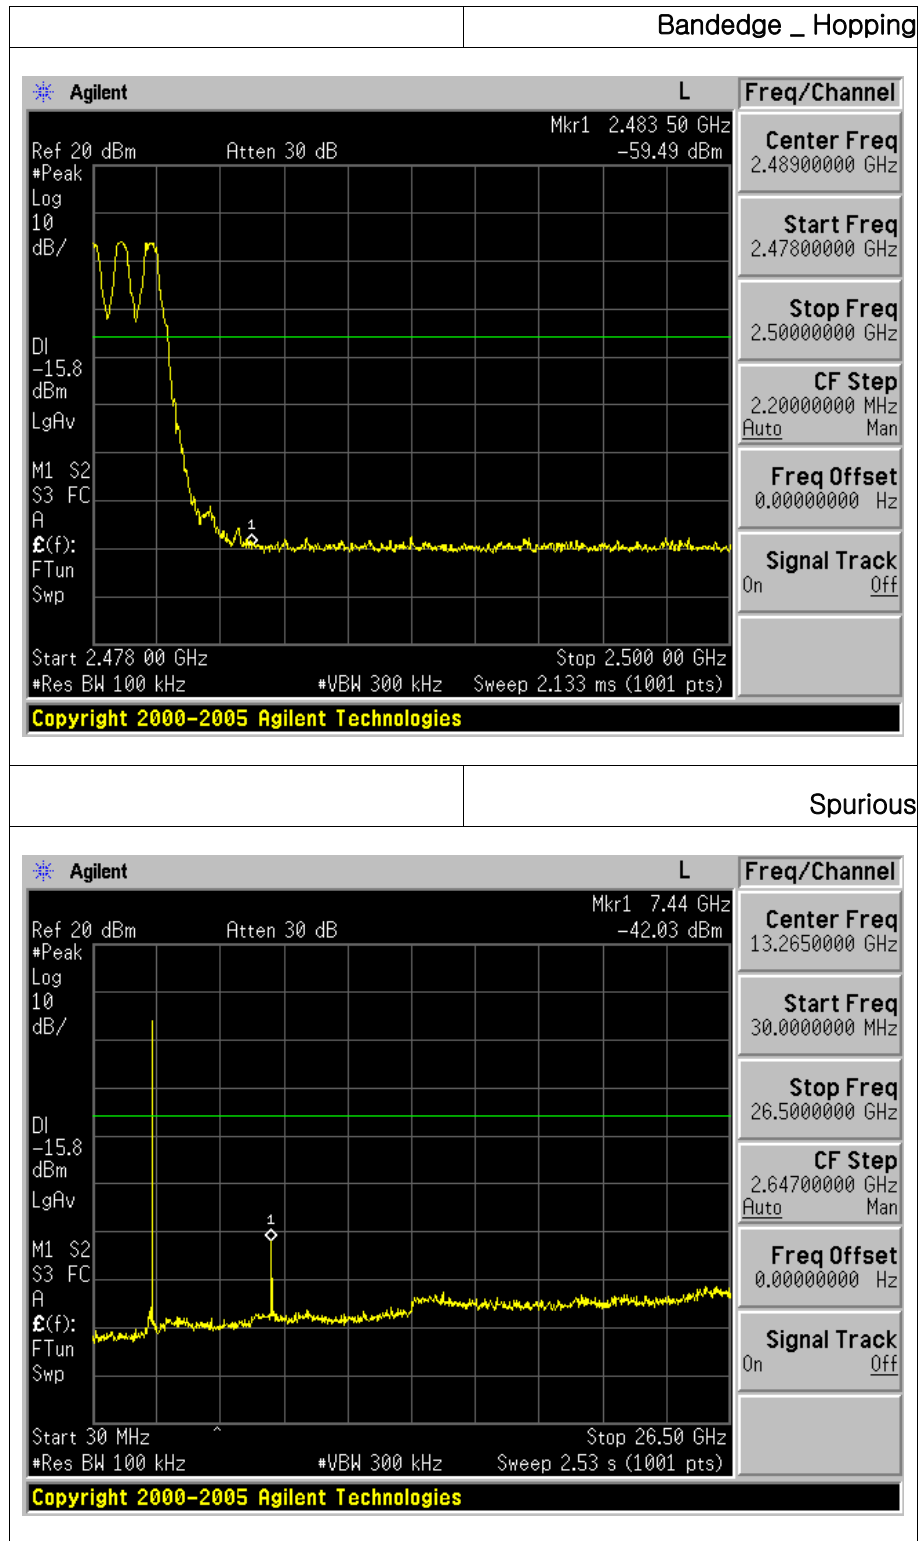 Bandedge _ Hopping
Agilent L Freq/Channel
Mkr1 2.483 50 GHz
Ref 20 dBm Atten 30 dB -59.49 dBm
#Peak
Log
10
dB/
DI
-15.8
dBm
LgAv
M1 S2
S3 FC
A
£(f):
FTun
Swp
1
Start 2.478 00 GHz Stop 2.500 00 GHz
#Res BW 100 kHz #VBW 300 kHz Sweep 2.133 ms (1001 pts)
Center Freq
2.48900000 GHz
Start Freq
2.47800000 GHz
Stop Freq
2.50000000 GHz
CF Step
2.20000000 MHz
Auto Man
Freq Offset
0.00000000 Hz
Signal Track
On Off
Copyright 2000-2005 Agilent Technologies
Spurious
Agilent L Freq/Channel
Mkr1 7.44 GHz
Ref 20 dBm Atten 30 dB -42.03 dBm
#Peak
Log
10
dB/
DI
-15.8
dBm
LgAv
M1 S2
S3 FC
A
£(f):
FTun
Swp
1
Start 30 MHz ^ Stop 26.50 GHz
#Res BW 100 kHz #VBW 300 kHz Sweep 2.53 s (1001 pts)
Center Freq
13.2650000 GHz
Start Freq
30.0000000 MHz
Stop Freq
26.5000000 GHz
CF Step
2.64700000 GHz
Auto Man
Freq Offset
0.00000000 Hz
Signal Track
On Off
Copyright 2000-2005 Agilent Technologies